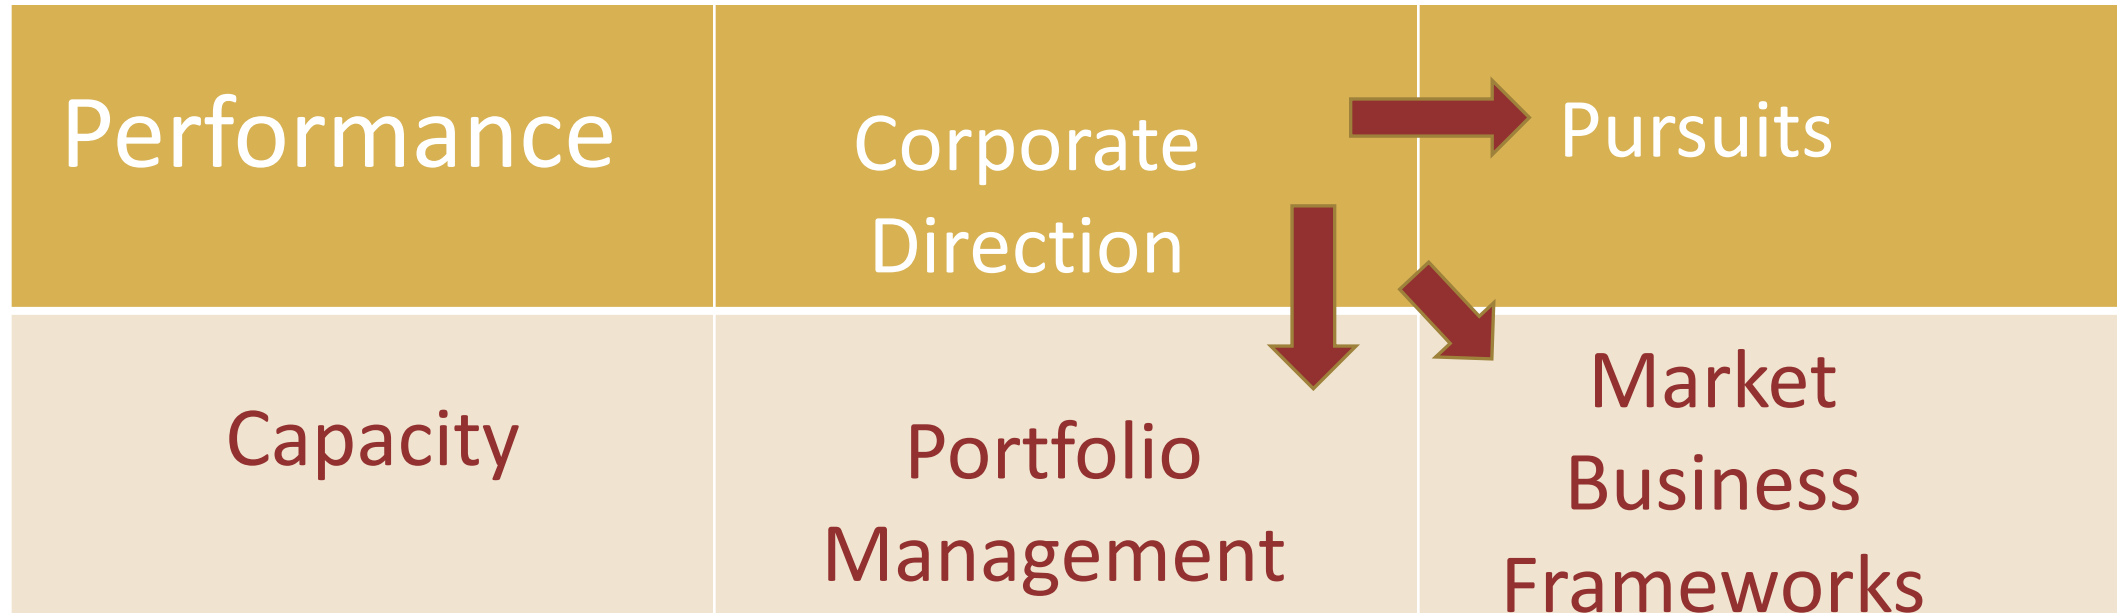 Performance
Corporate
Direction
Pursuits
Capacity
Portfolio
Management
Market
Business
Frameworks